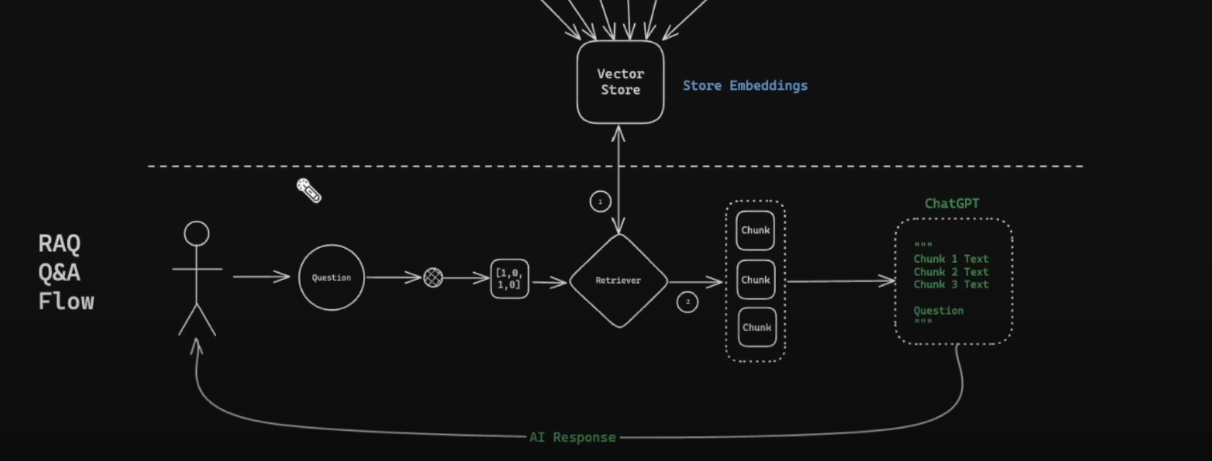 Vector
Store
Store Embeddings
1
RAQ
Q&A
Flow
Question
[1,0,
1,0]
Retriever
2
Chunk
Chunk
Chunk
ChatGPT
"""
Chunk 1 Text
Chunk 2 Text
Chunk 3 Text
Question
"""
AI Response